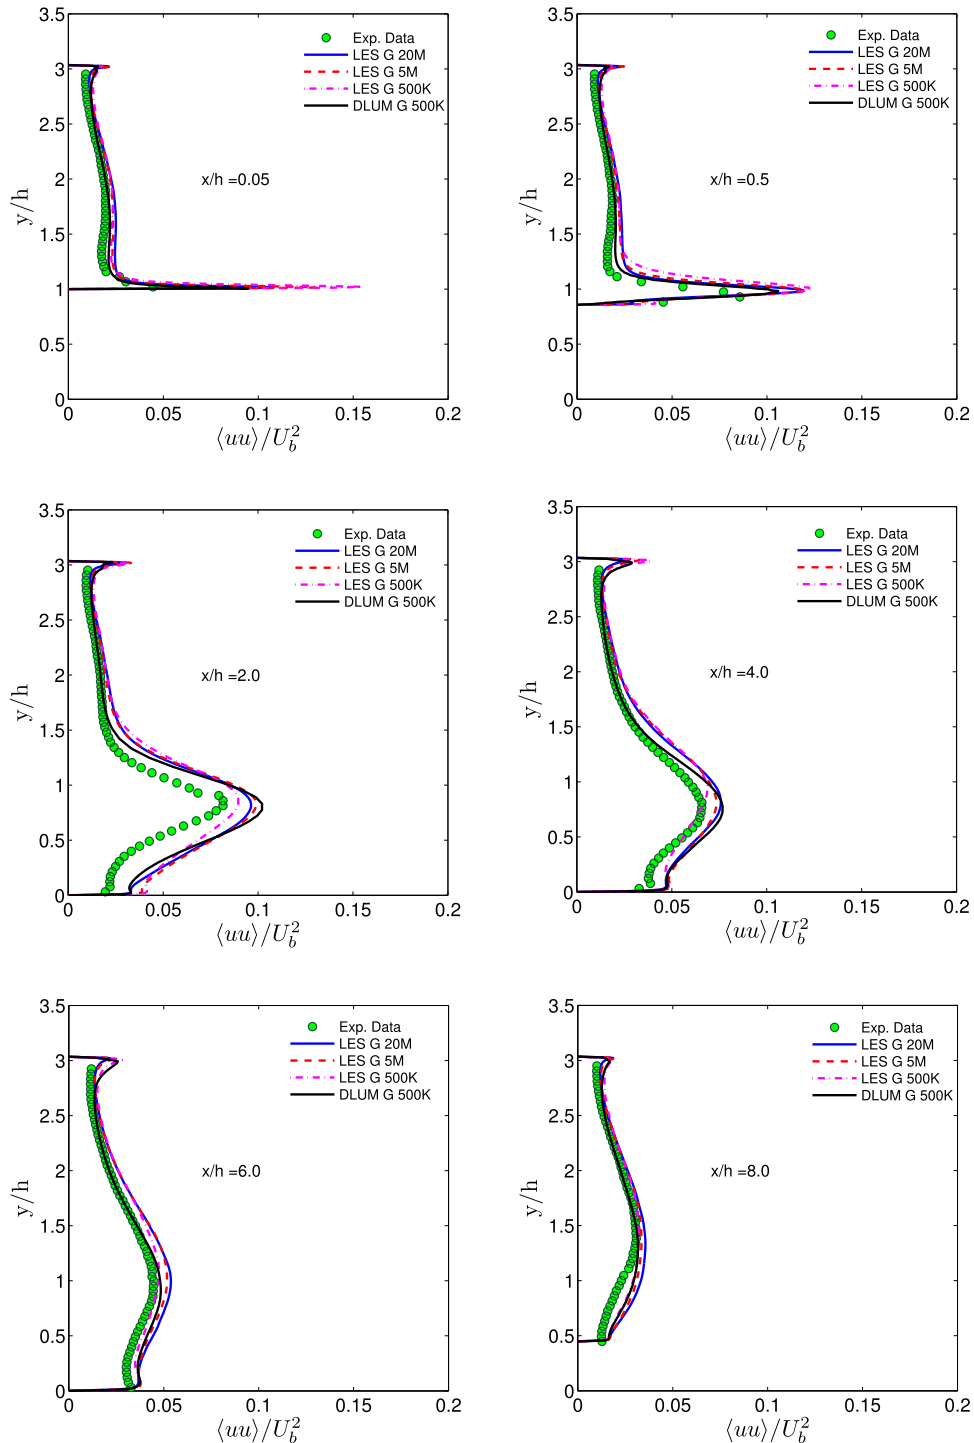 3.5
3
2.5
2
1.5
1
0.5
0
y/h
Exp. Data
LES G 20M
LES G 5M
LES G 500K
DLUM G 500K
x/h =0.05
0 0.05 0.1 0.15 0.2
⟨uu⟩/U_b^2
3.5
3
2.5
2
1.5
1
0.5
0
y/h
Exp. Data
LES G 20M
LES G 5M
LES G 500K
DLUM G 500K
x/h =0.5
0 0.05 0.1 0.15 0.2
⟨uu⟩/U_b^2
3.5
3
2.5
2
1.5
1
0.5
0
y/h
Exp. Data
LES G 20M
LES G 5M
LES G 500K
DLUM G 500K
x/h =2.0
0 0.05 0.1 0.15 0.2
⟨uu⟩/U_b^2
3.5
3
2.5
2
1.5
1
0.5
0
y/h
Exp. Data
LES G 20M
LES G 5M
LES G 500K
DLUM G 500K
x/h =4.0
0 0.05 0.1 0.15 0.2
⟨uu⟩/U_b^2
3.5
3
2.5
2
1.5
1
0.5
0
y/h
Exp. Data
LES G 20M
LES G 5M
LES G 500K
DLUM G 500K
x/h =6.0
0 0.05 0.1 0.15 0.2
⟨uu⟩/U_b^2
3.5
3
2.5
2
1.5
1
0.5
0
y/h
Exp. Data
LES G 20M
LES G 5M
LES G 500K
DLUM G 500K
x/h =8.0
0 0.05 0.1 0.15 0.2
⟨uu⟩/U_b^2